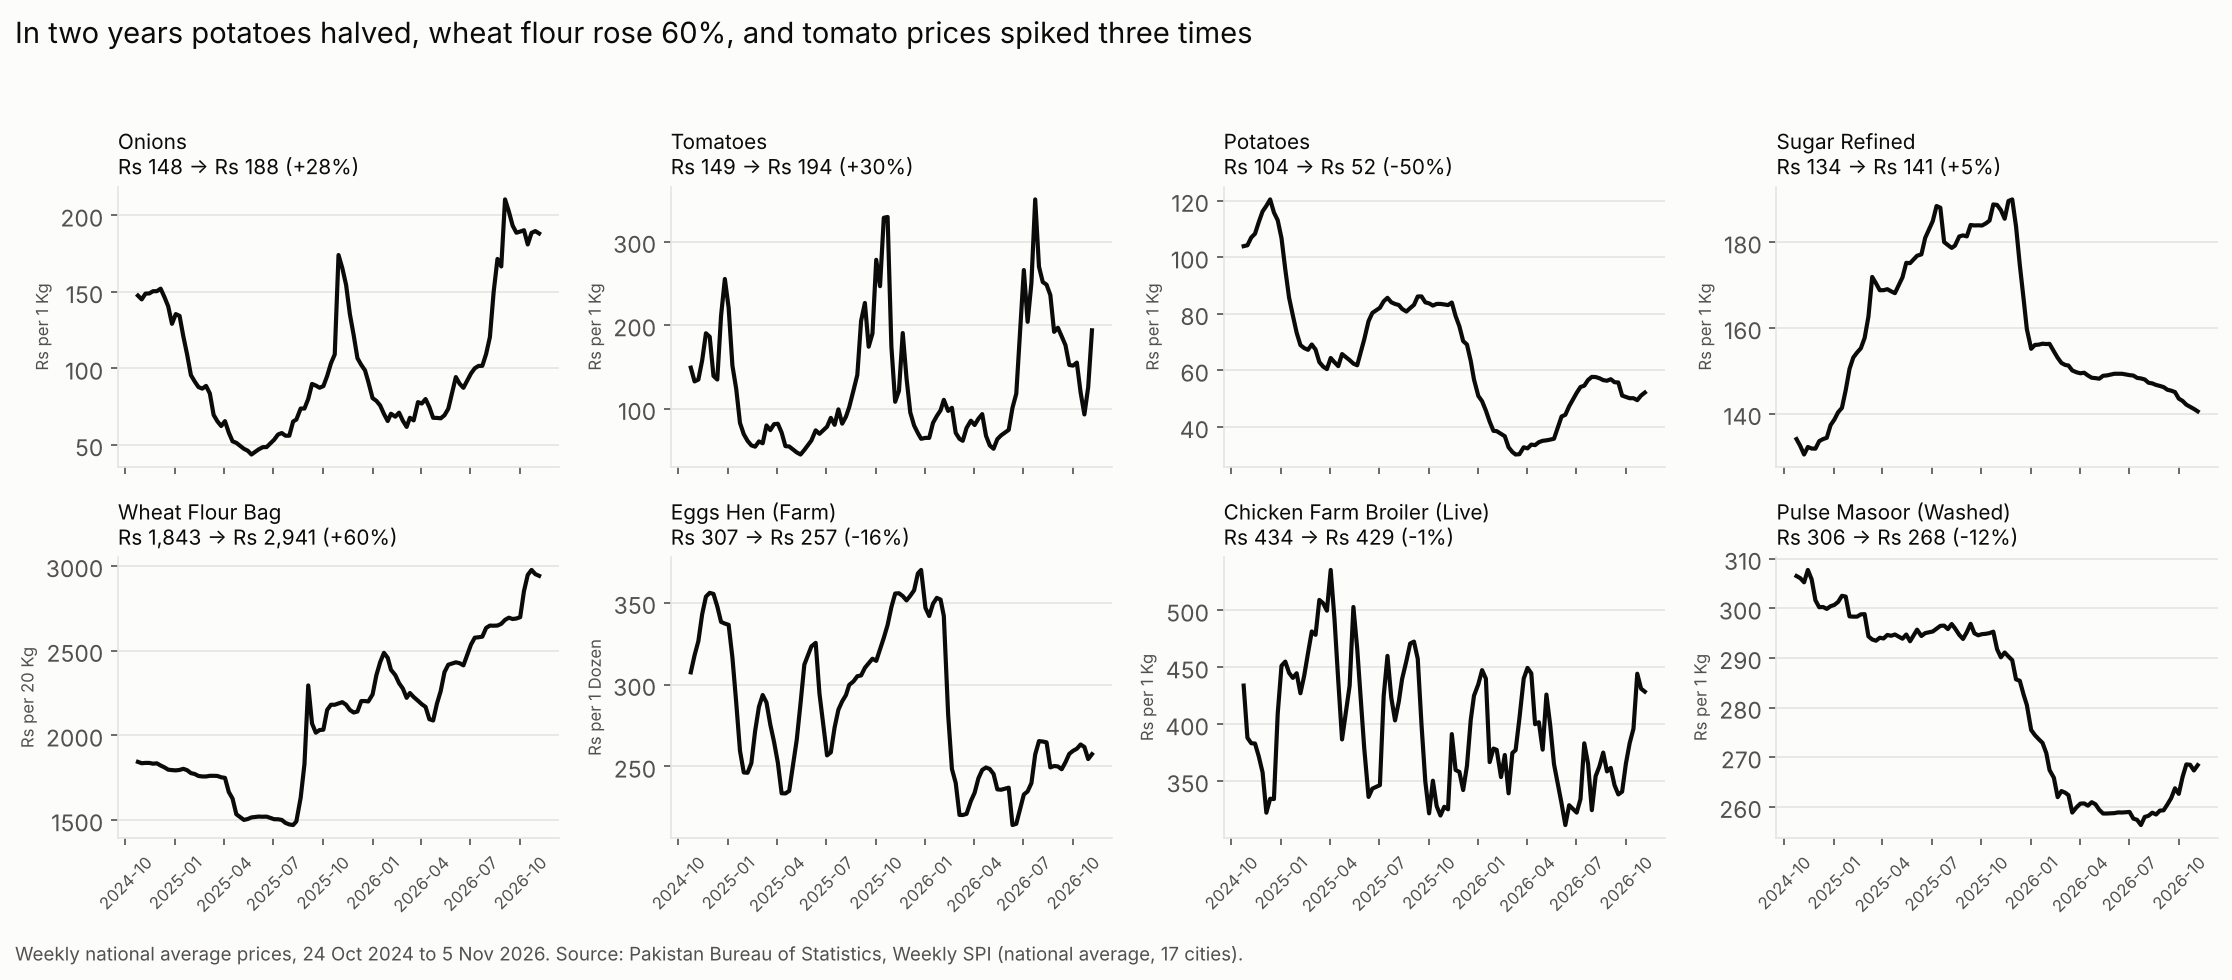 In two years potatoes halved, wheat flour rose 60%, and tomato prices spiked three times
Onions
Rs 148 → Rs 188 (+28%)
Rs per 1 Kg
200
150
100
50
Tomatoes
Rs 149 → Rs 194 (+30%)
Rs per 1 Kg
300
200
100
Potatoes
Rs 104 → Rs 52 (-50%)
Rs per 1 Kg
120
100
80
60
40
Sugar Refined
Rs 134 → Rs 141 (+5%)
Rs per 1 Kg
180
160
140
Wheat Flour Bag
Rs 1,843 → Rs 2,941 (+60%)
Rs per 20 Kg
3000
2500
2000
1500
2024-10
2025-01
2025-04
2025-07
2025-10
2026-01
2026-04
2026-07
2026-10
Eggs Hen (Farm)
Rs 307 → Rs 257 (-16%)
Rs per 1 Dozen
350
300
250
2024-10
2025-01
2025-04
2025-07
2025-10
2026-01
2026-04
2026-07
2026-10
Chicken Farm Broiler (Live)
Rs 434 → Rs 429 (-1%)
Rs per 1 Kg
500
450
400
350
2024-10
2025-01
2025-04
2025-07
2025-10
2026-01
2026-04
2026-07
2026-10
Pulse Masoor (Washed)
Rs 306 → Rs 268 (-12%)
Rs per 1 Kg
310
300
290
280
270
260
2024-10
2025-01
2025-04
2025-07
2025-10
2026-01
2026-04
2026-07
2026-10
Weekly national average prices, 24 Oct 2024 to 5 Nov 2026. Source: Pakistan Bureau of Statistics, Weekly SPI (national average, 17 cities).